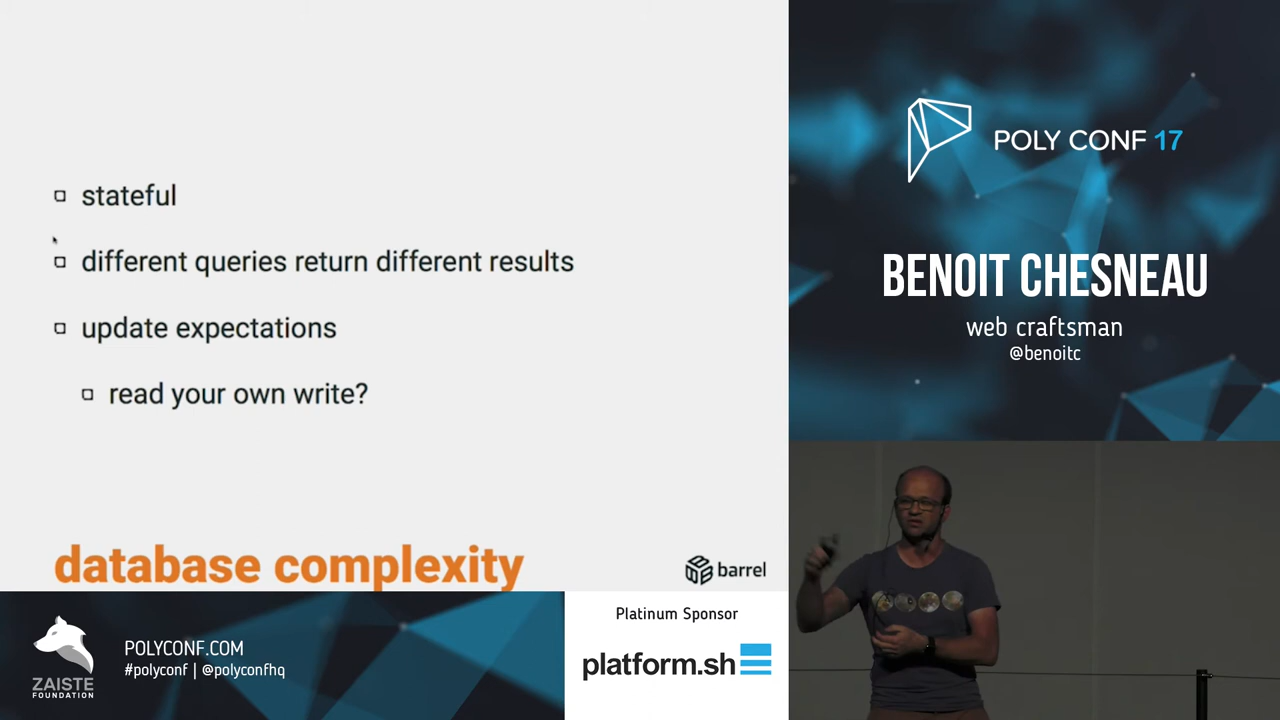 stateful
different queries return different results
update expectations
read your own write?
database complexity
barrel
POLY CONF 17
BENOIT CHESNEAU
web craftsman
@benoitc
ZAISTE
FOUNDATION
POLYCONF.COM
#polyconf | @polyconfhq
Platinum Sponsor
platform.sh